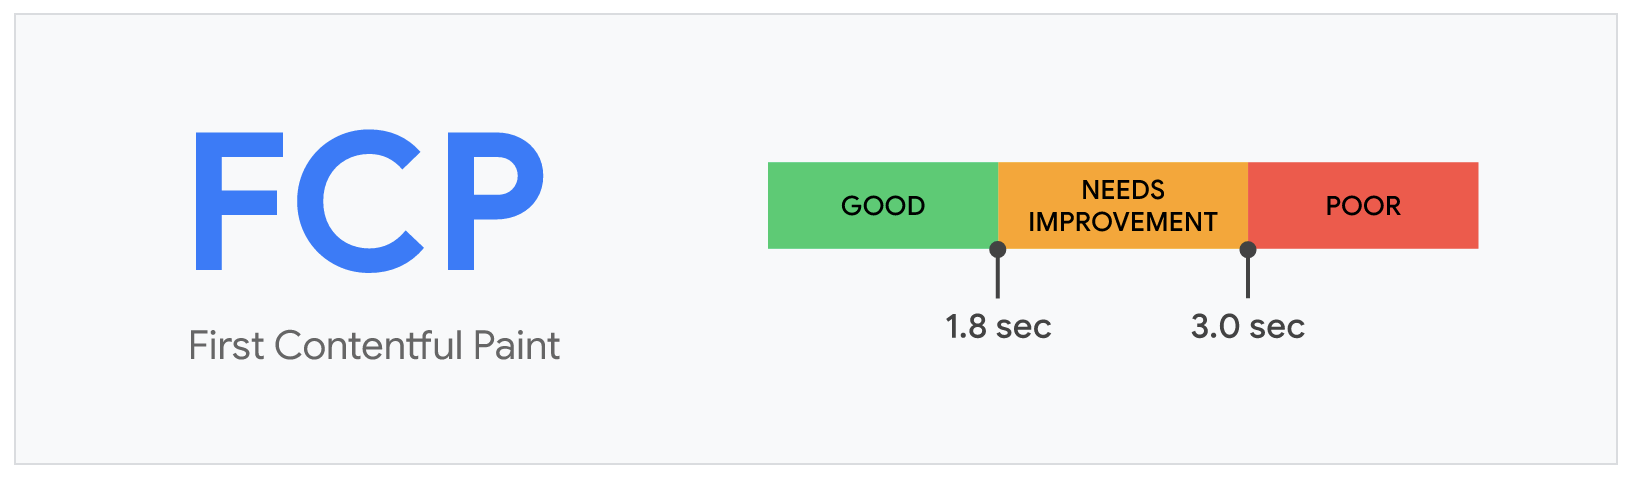 FCP
First Contentful Paint
GOOD
NEEDS
IMPROVEMENT
POOR
1.8 sec
3.0 sec